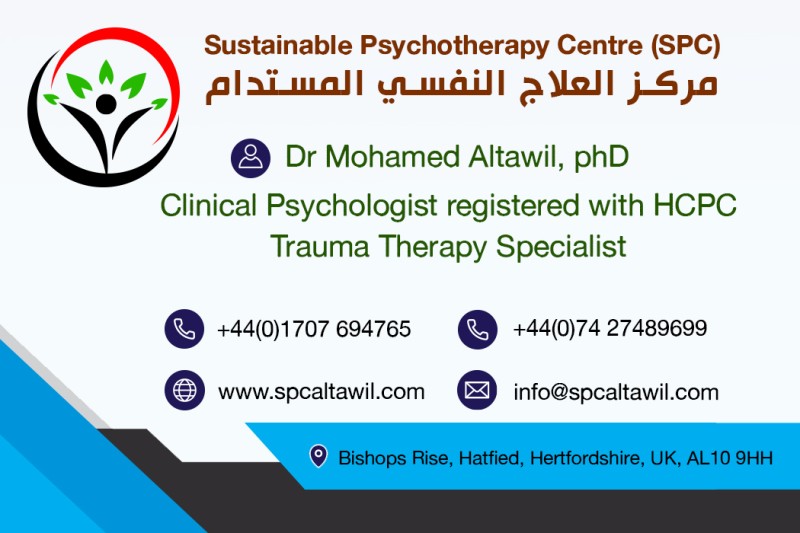 Sustainable Psychotherapy Centre (SPC)
مركز العلاج النفسي المستدام
Dr Mohamed Altawil, phD
Clinical Psychologist registered with HCPC
Trauma Therapy Specialist
+44(0)1707 694765
+44(0)74 27489699
www.spcaltawil.com
info@spcaltawil.com
Bishops Rise, Hatfied, Hertfordshire, UK, AL10 9HH